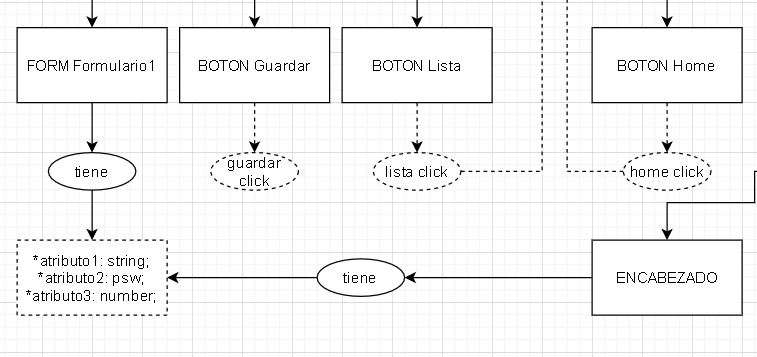 FORM Formulario1
BOTON Guardar
BOTON Lista
BOTON Home
tiene
guardar
click
lista click
home click
*atributo1: string;
*atributo2: psw;
*atributo3: number;
tiene
ENCABEZADO